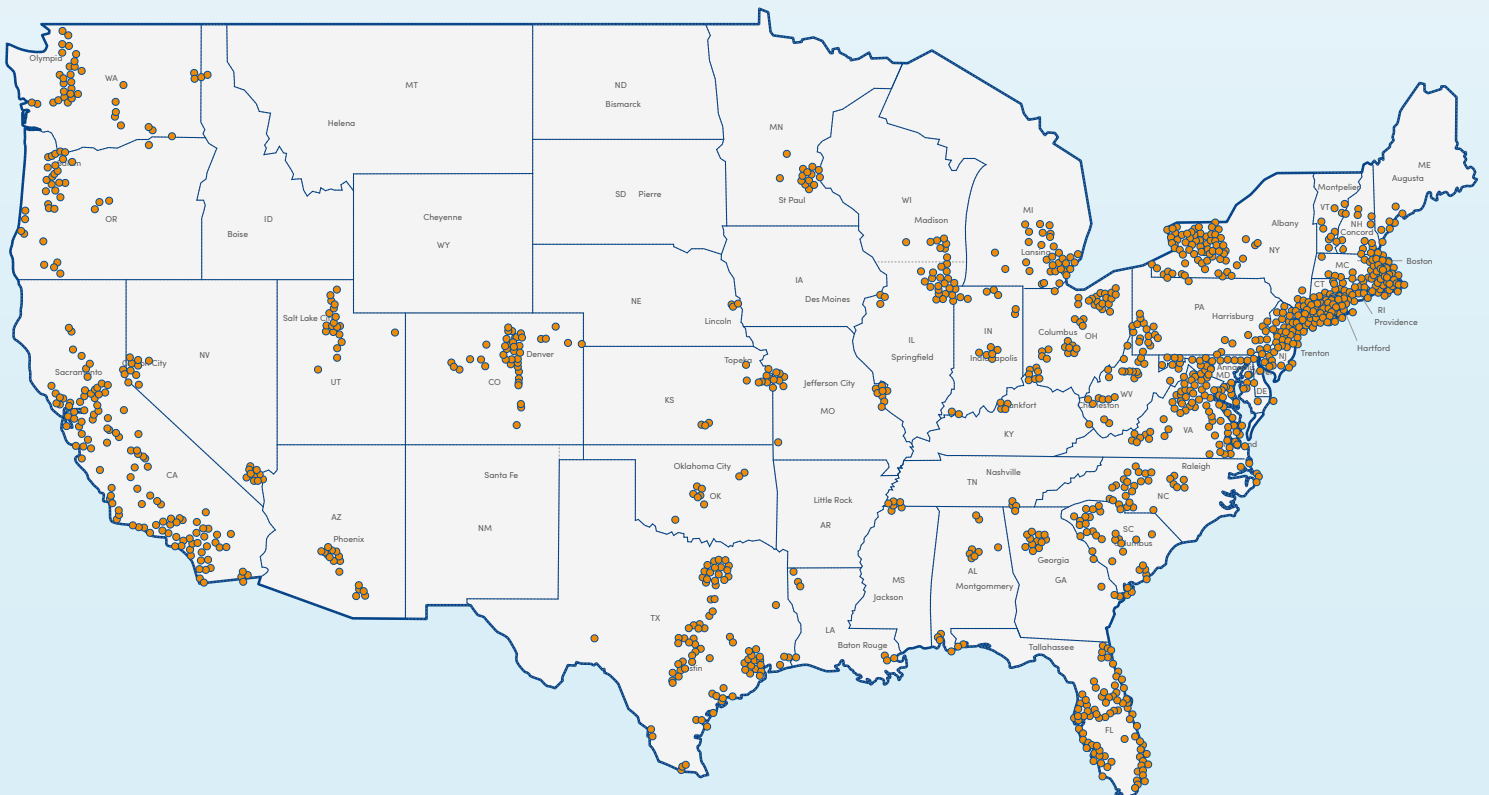 Olympia
WA
MT
Helena
ND
Bismarck
MN
St Paul
SD Pierre
WI
Madison
MI
Lansing
ME
Augusta
Montpelier
VT
NH
Concord
Albany
NY
MC
Boston
CT
RI
Providence
Hartford
OR
ID
Boise
Cheyenne
WY
IA
Des Moines
NE
Lincoln
PA
Harrisburg
Trenton
NJ
MD
DE
Salt Lake
UT
NV
City
Sacramento
CA
Denver
CO
Topeka
KS
Jefferson City
MO
IL
Springfield
IN
Columbus
OH
WV
VA
KY
Nashville
TN
Raleigh
NC
SC
Santa Fe
NM
AZ
Phoenix
Oklahoma City
OK
Little Rock
AR
MS
Jackson
AL
Montgommery
Georgia
GA
TX
LA
Baton Rouge
Tallahassee
FL